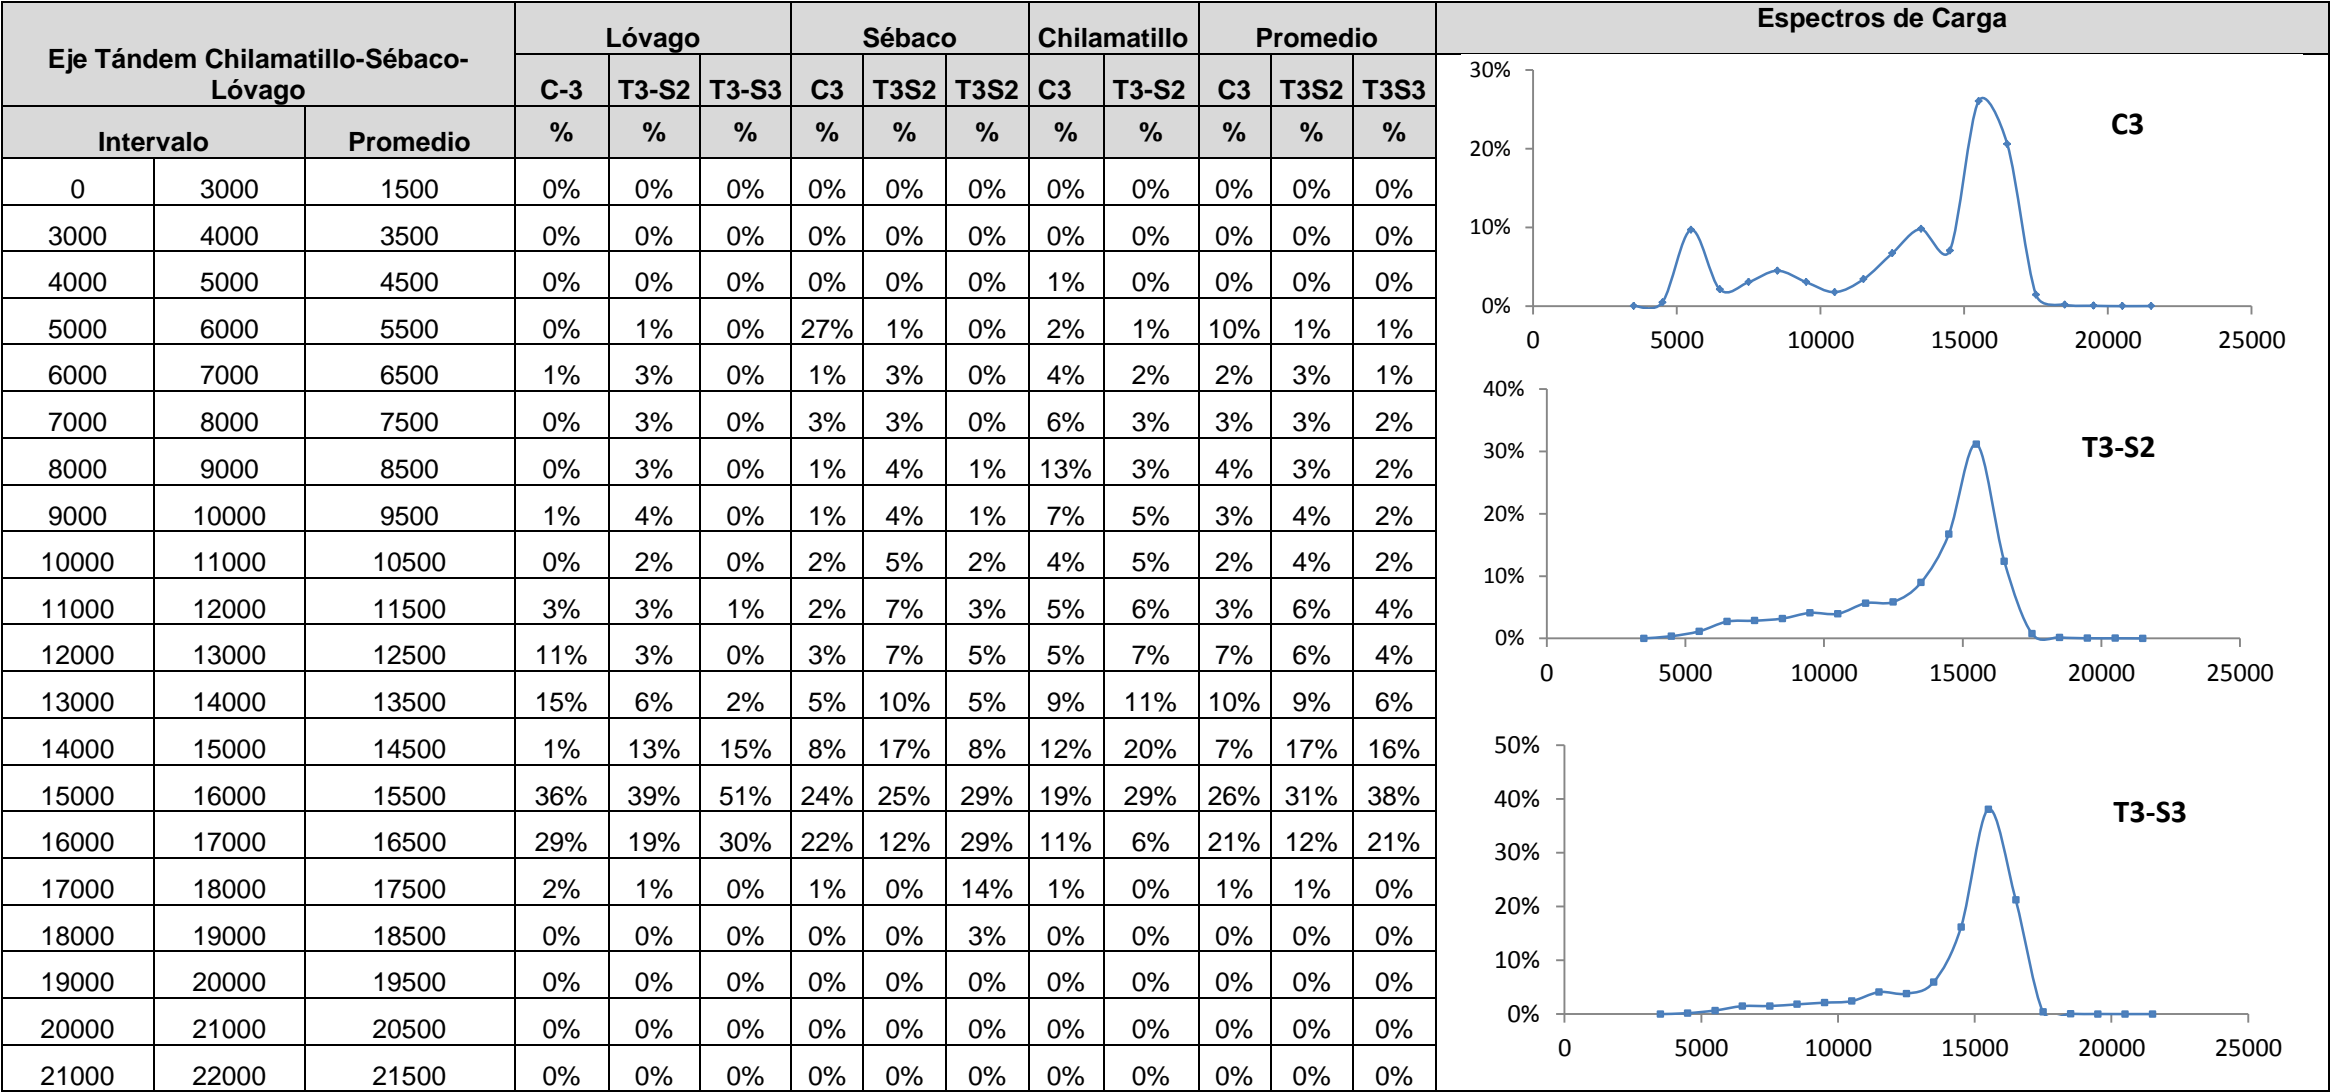 Eje Tándem Chilamatillo-Sébaco-
Lóvago
Lóvago Sébaco Chilamatillo Promedio
Espectros de Carga
C-3 T3-S2 T3-S3 C3 T3S2 T3S2 C3 T3-S2 C3 T3S2 T3S3
Intervalo Promedio % % % % % % % % % % %
0 3000 1500 0% 0% 0% 0% 0% 0% 0% 0% 0% 0% 0%
3000 4000 3500 0% 0% 0% 0% 0% 0% 0% 0% 0% 0% 0%
4000 5000 4500 0% 0% 0% 0% 0% 0% 1% 0% 0% 0% 0%
5000 6000 5500 0% 1% 0% 27% 1% 0% 2% 1% 10% 1% 1%
6000 7000 6500 1% 3% 0% 1% 3% 0% 4% 2% 2% 3% 1%
7000 8000 7500 0% 3% 0% 3% 3% 0% 6% 3% 3% 3% 2%
8000 9000 8500 0% 3% 0% 1% 4% 1% 13% 3% 4% 3% 2%
9000 10000 9500 1% 4% 0% 1% 4% 1% 7% 5% 3% 4% 2%
10000 11000 10500 0% 2% 0% 2% 5% 2% 4% 5% 2% 4% 2%
11000 12000 11500 3% 3% 1% 2% 7% 3% 5% 6% 3% 6% 4%
12000 13000 12500 11% 3% 0% 3% 7% 5% 5% 7% 7% 6% 4%
13000 14000 13500 15% 6% 2% 5% 10% 5% 9% 11% 10% 9% 6%
14000 15000 14500 1% 13% 15% 8% 17% 8% 12% 20% 7% 17% 16%
15000 16000 15500 36% 39% 51% 24% 25% 29% 19% 29% 26% 31% 38%
16000 17000 16500 29% 19% 30% 22% 12% 29% 11% 6% 21% 12% 21%
17000 18000 17500 2% 1% 0% 1% 0% 14% 1% 0% 1% 1% 0%
18000 19000 18500 0% 0% 0% 0% 0% 3% 0% 0% 0% 0% 0%
19000 20000 19500 0% 0% 0% 0% 0% 0% 0% 0% 0% 0% 0%
20000 21000 20500 0% 0% 0% 0% 0% 0% 0% 0% 0% 0% 0%
21000 22000 21500 0% 0% 0% 0% 0% 0% 0% 0% 0% 0% 0%
30%
C3
20%
10%
0%
0 5000 10000 15000 20000 25000
40%
T3-S2
30%
20%
10%
0%
0 5000 10000 15000 20000 25000
50%
40%
T3-S3
30%
20%
10%
0%
0 5000 10000 15000 20000 25000